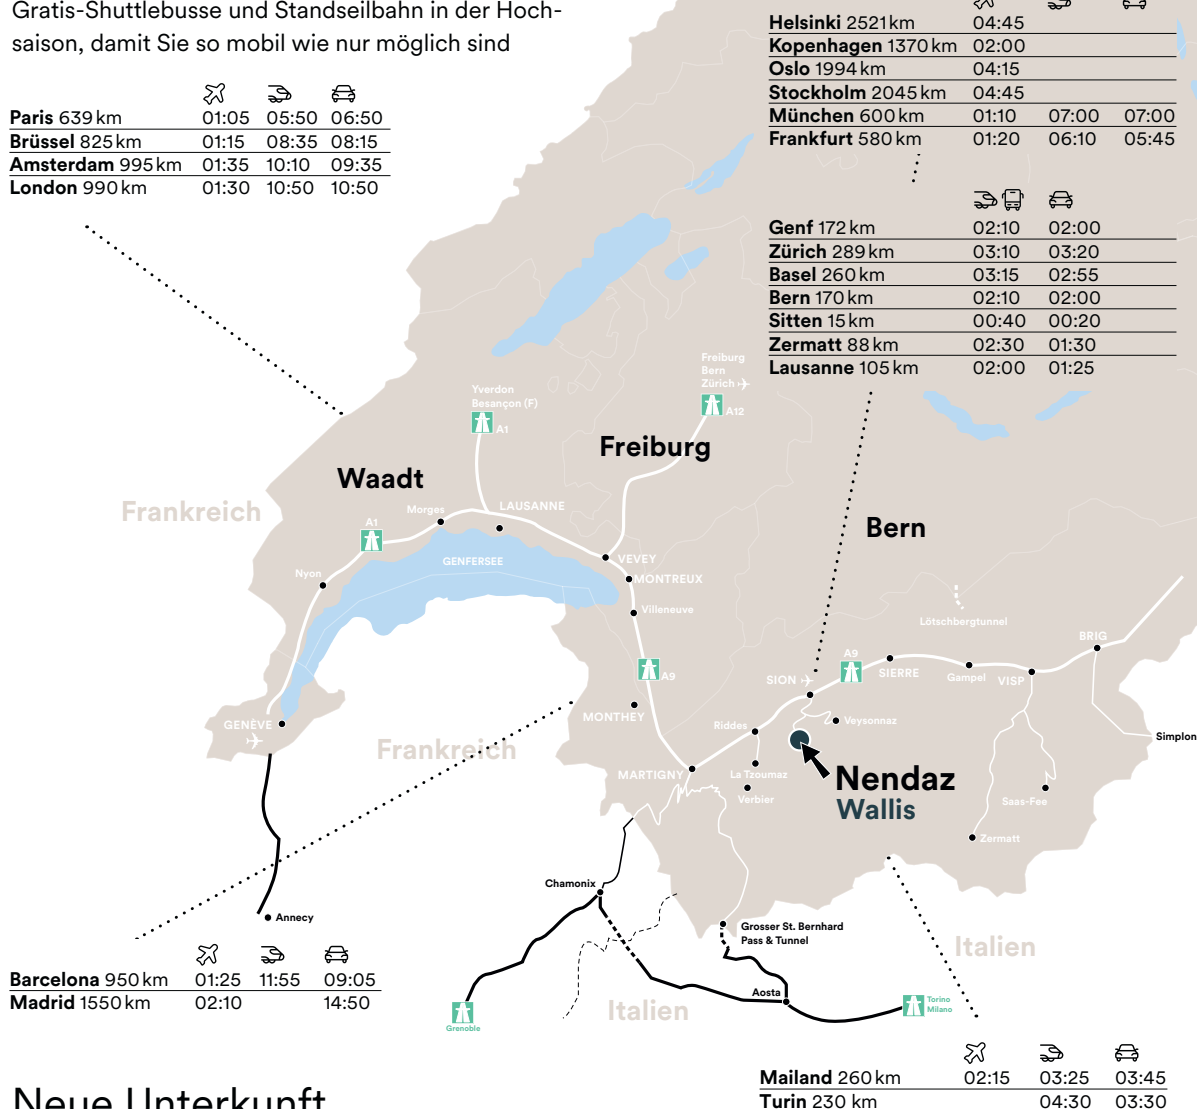 Gratis-Shuttlebusse und Standseilbahn in der Hoch-
saison, damit Sie so mobil wie nur möglich sind
Paris 639 km 01:05 05:50 06:50
Brüssel 825 km 01:15 08:35 08:15
Amsterdam 995 km 01:35 10:10 09:35
London 990 km 01:30 10:50 10:50
Helsinki 2521 km 04:45
Kopenhagen 1370 km 02:00
Oslo 1994 km 04:15
Stockholm 2045 km 04:45
München 600 km 01:10 07:00 07:00
Frankfurt 580 km 01:20 06:10 05:45
Genf 172 km 02:10 02:00
Zürich 289 km 03:10 03:20
Basel 260 km 03:15 02:55
Bern 170 km 02:10 02:00
Sitten 15 km 00:40 00:20
Zermatt 88 km 02:30 01:30
Lausanne 105 km 02:00 01:25
Freiburg
Bern
Zürich
A12
Yverdon
Besançon (F)
A1
Freiburg
Waadt
Frankreich
Bern
Morges
LAUSANNE
A1
GENFERSEE
VEVEY
MONTREUX
Nyon
Villeneuve
Lötschbergtunnel
BRIG
A9
SIERRE
Gampel
VISP
SION
A9
MONTHEY
GENÈVE
Riddes
Veysonnaz
Simplon
Frankreich
MARTIGNY
La Tzoumaz
Verbier
Nendaz
Wallis
Saas-Fee
Zermatt
Chamonix
Annecy
Grosser St. Bernhard
Pass & Tunnel
Italien
Aosta
Italien
Torino
Milano
Grenoble
Barcelona 950 km 01:25 11:55 09:05
Madrid 1550 km 02:10 14:50
Mailand 260 km 02:15 03:25 03:45
Turin 230 km 04:30 03:30
Neue Unterkunft